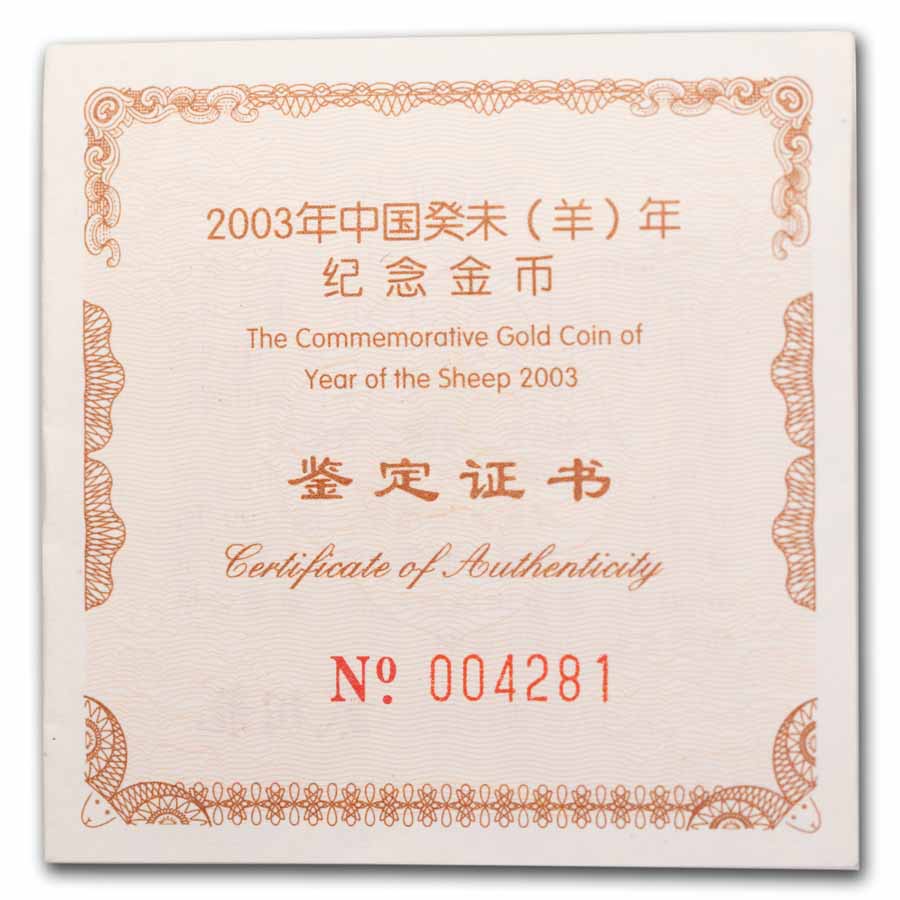 2003年中国癸未（羊）年
纪念金币
The Commemorative Gold Coin of
Year of the Sheep 2003
鉴定证书
Certificate of Authenticity
Nº 004281